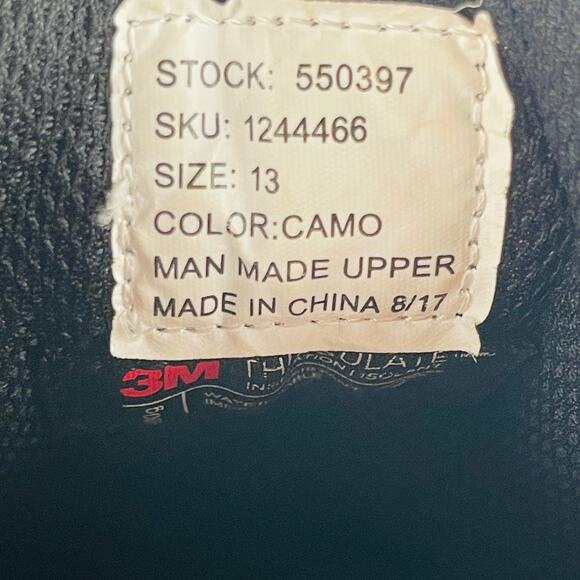 STOCK: 550397
SKU: 1244466
SIZE: 13
COLOR:CAMO
MAN MADE UPPER
MADE IN CHINA 8/17
3M